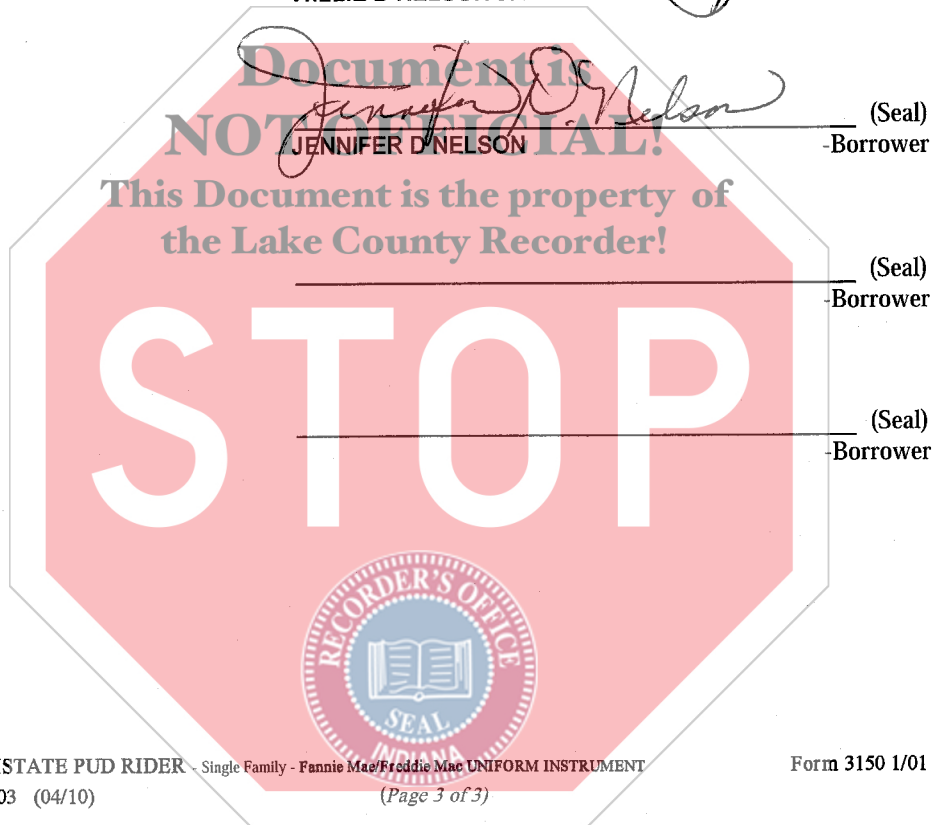 Document is
NOT OFFICIAL!
This Document is the property of
the Lake County Recorder!
Jennifer D. Nelson
(Seal)
JENNIFER D NELSON
-Borrower
(Seal)
-Borrower
STOP
(Seal)
-Borrower
RECORDER'S OFFICE
SEAL
INDIANA
STATE PUD RIDER - Single Family - Fannie Mae/Freddie Mac UNIFORM INSTRUMENT Form 3150 1/01
03 (04/10) (Page 3 of 3)